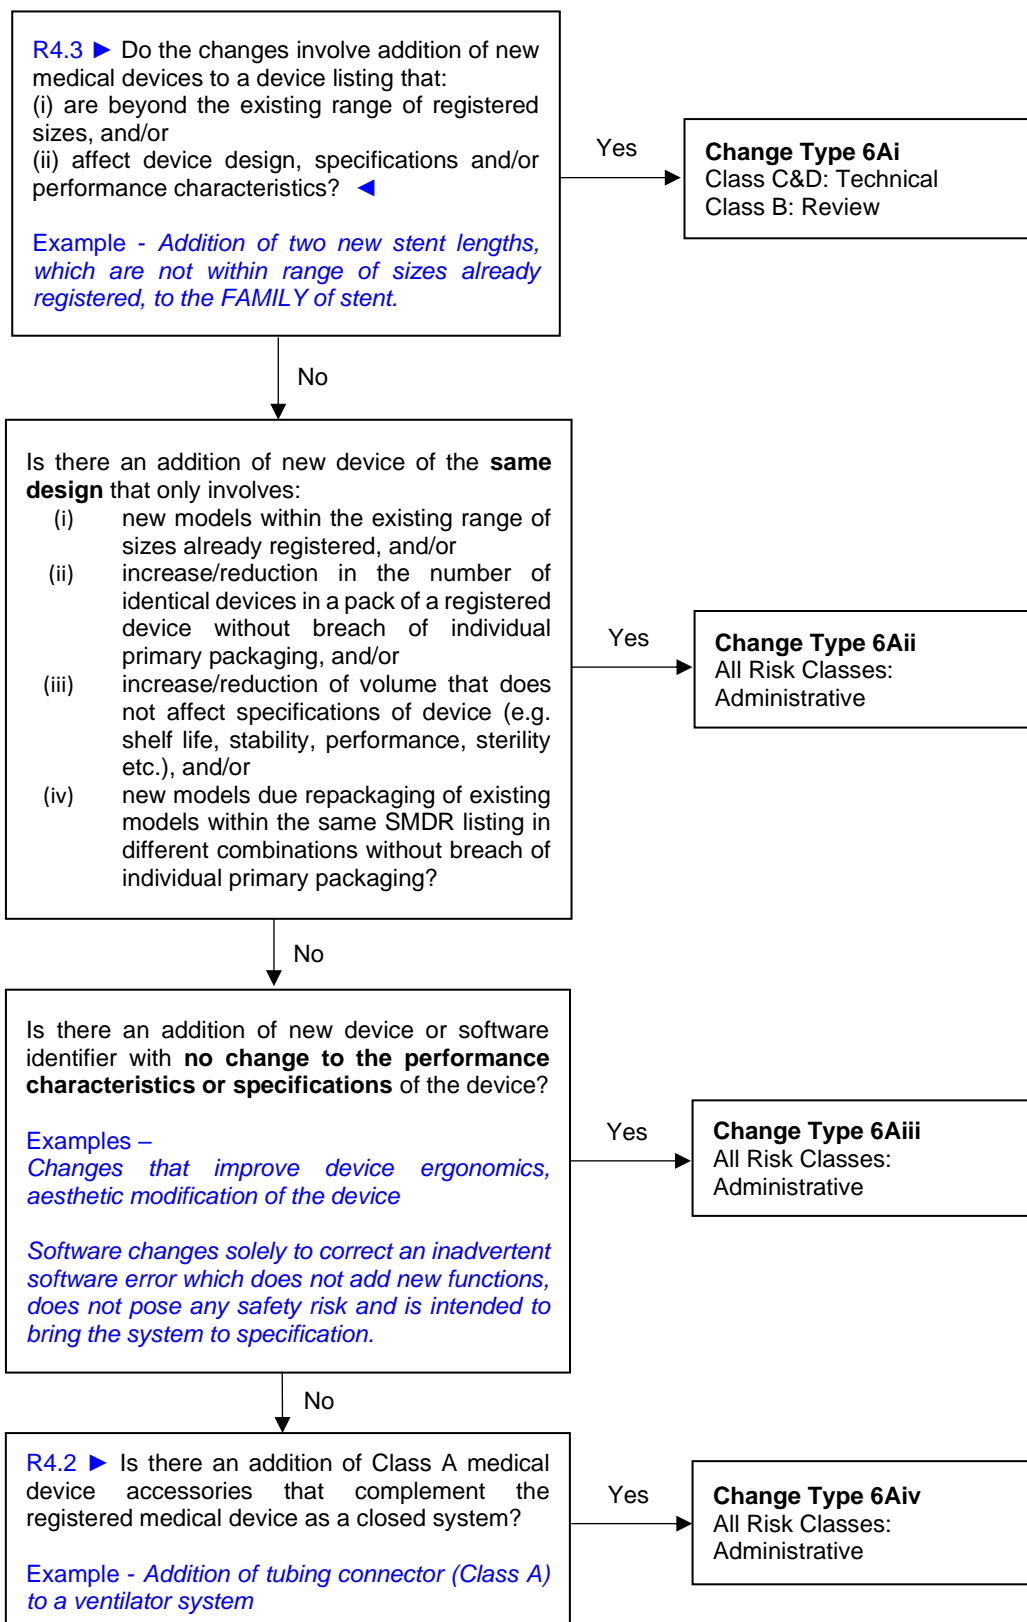 R4.3 ► Do the changes involve addition of new
medical devices to a device listing that:
(i) are beyond the existing range of registered
sizes, and/or
(ii) affect device design, specifications and/or
performance characteristics? ◄
Example - Addition of two new stent lengths,
which are not within range of sizes already
registered, to the FAMILY of stent.
Yes
Change Type 6Ai
Class C&D: Technical
Class B: Review
No
Is there an addition of new device of the same
design that only involves:
(i) new models within the existing range of
sizes already registered, and/or
(ii) increase/reduction in the number of
identical devices in a pack of a registered
device without breach of individual
primary packaging, and/or
(iii) increase/reduction of volume that does
not affect specifications of device (e.g.
shelf life, stability, performance, sterility
etc.), and/or
(iv) new models due repackaging of existing
models within the same SMDR listing in
different combinations without breach of
individual primary packaging?
Yes
Change Type 6Aii
All Risk Classes:
Administrative
No
Is there an addition of new device or software
identifier with no change to the performance
characteristics or specifications of the device?
Examples –
Changes that improve device ergonomics,
aesthetic modification of the device
Software changes solely to correct an inadvertent
software error which does not add new functions,
does not pose any safety risk and is intended to
bring the system to specification.
Yes
Change Type 6Aiii
All Risk Classes:
Administrative
No
R4.2 ► Is there an addition of Class A medical
device accessories that complement the
registered medical device as a closed system?
Example - Addition of tubing connector (Class A)
to a ventilator system
Yes
Change Type 6Aiv
All Risk Classes:
Administrative